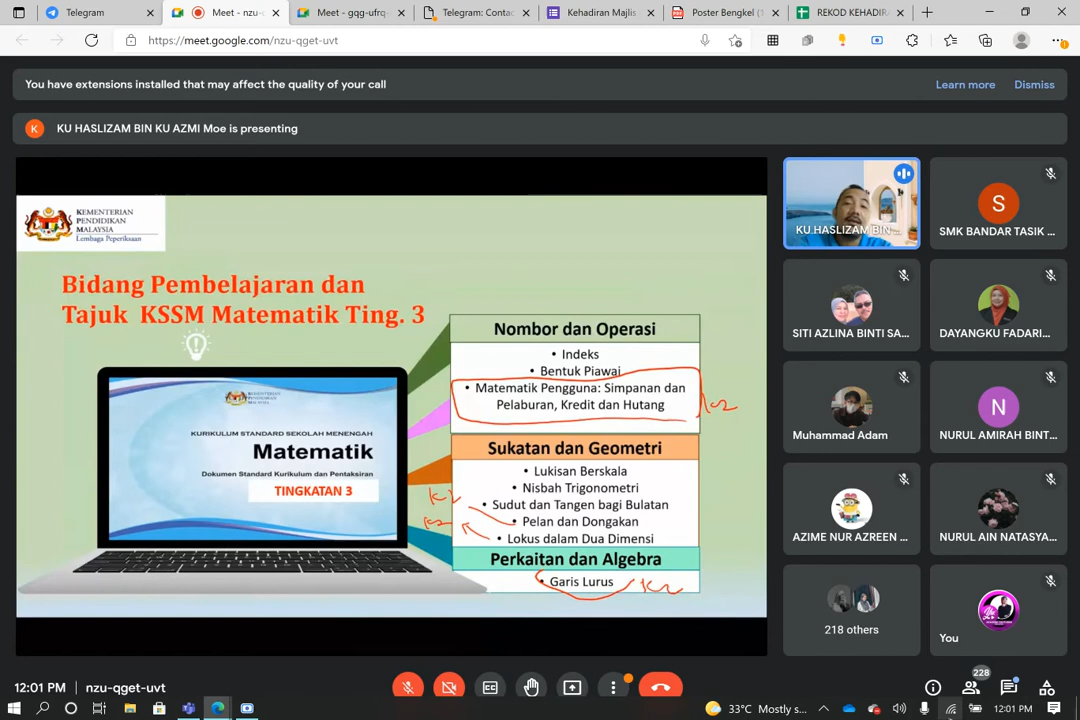 Telegram
Meet - nzu-
Meet - gqg-ufrq-
Telegram: Contac
Kehadiran Majlis
Poster Bengkel (1
REKOD KEHADIRA
https://meet.google.com/nzu-qget-uvt
You have extensions installed that may affect the quality of your call
Learn more
Dismiss
K
KU HASLIZAM BIN KU AZMI Moe is presenting
KEMENTERIAN
PENDIDIKAN
MALAYSIA
Lembaga Peperiksaan
Bidang Pembelajaran dan
Tajuk KSSM Matematik Ting. 3
KURIKULUM STANDARD SEKOLAH MENENGAH
Matematik
Dokumen Standard Kurikulum dan Pentaksiran
TINGKATAN 3
Nombor dan Operasi
• Indeks
• Bentuk Piawai
• Matematik Pengguna: Simpanan dan
Pelaburan, Kredit dan Hutang
K2
Sukatan dan Geometri
• Lukisan Berskala
• Nisbah Trigonometri
• Sudut dan Tangen bagi Bulatan
• Pelan dan Dongakan
• Lokus dalam Dua Dimensi
K2
K2
Perkaitan dan Algebra
• Garis Lurus
K2
KU HASLIZAM BIN ...
S
SMK BANDAR TASIK ...
SITI AZLINA BINTI SA...
DAYANGKU FADARI...
Muhammad Adam
N
NURUL AMIRAH BINT...
AZIME NUR AZREEN ...
NURUL AIN NATASYA...
218 others
You
12:01 PM | nzu-qget-uvt
228
33°C Mostly s...
12:01 PM